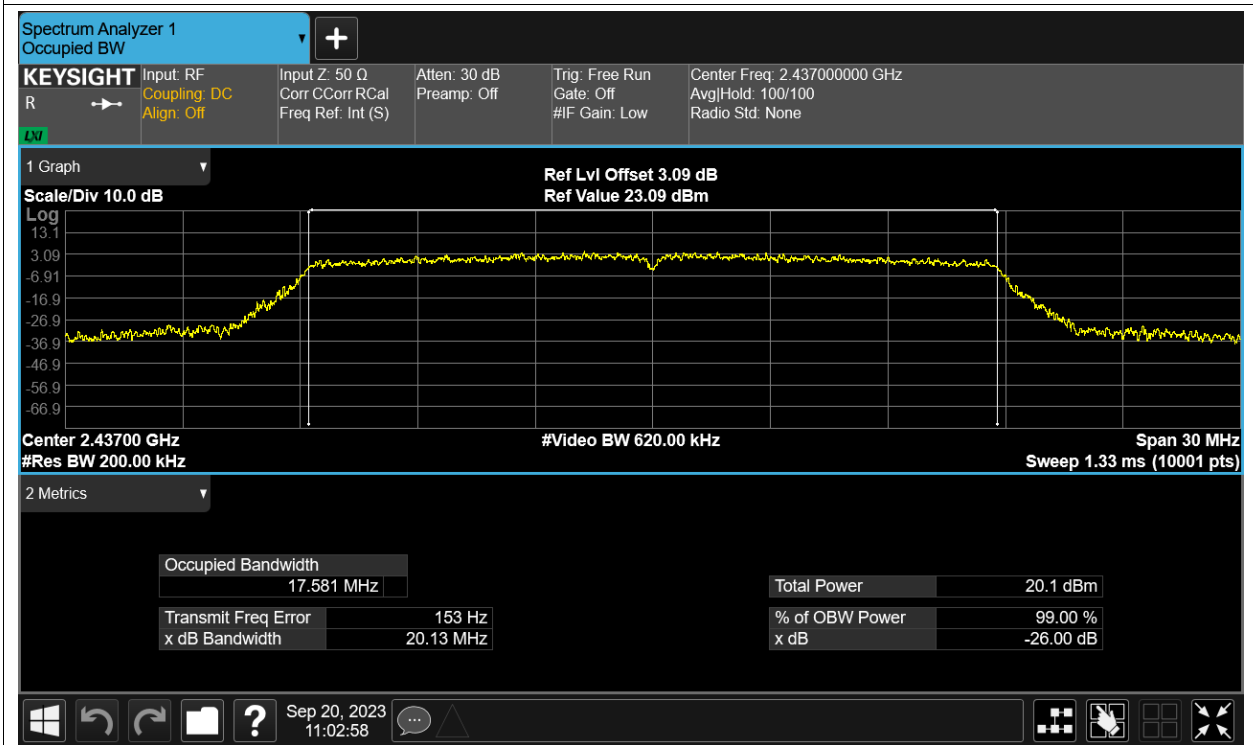 Spectrum Analyzer 1
Occupied BW
KEYSIGHT
R
LXI
Input: RF
Coupling: DC
Align: Off
Input Z: 50 Ω
Corr CCorr RCal
Freq Ref: Int (S)
Atten: 30 dB
Preamp: Off
Trig: Free Run
Gate: Off
#IF Gain: Low
Center Freq: 2.437000000 GHz
Avg|Hold: 100/100
Radio Std: None
1 Graph
Scale/Div 10.0 dB
Ref Lvl Offset 3.09 dB
Ref Value 23.09 dBm
Log
13.1
3.09
-6.91
-16.9
-26.9
-36.9
-46.9
-56.9
-66.9
Center 2.43700 GHz
#Video BW 620.00 kHz
Span 30 MHz
#Res BW 200.00 kHz
Sweep 1.33 ms (10001 pts)
2 Metrics
Occupied Bandwidth
17.581 MHz
Total Power 20.1 dBm
Transmit Freq Error 153 Hz
% of OBW Power 99.00 %
x dB Bandwidth 20.13 MHz
x dB -26.00 dB
?
Sep 20, 2023
11:02:58